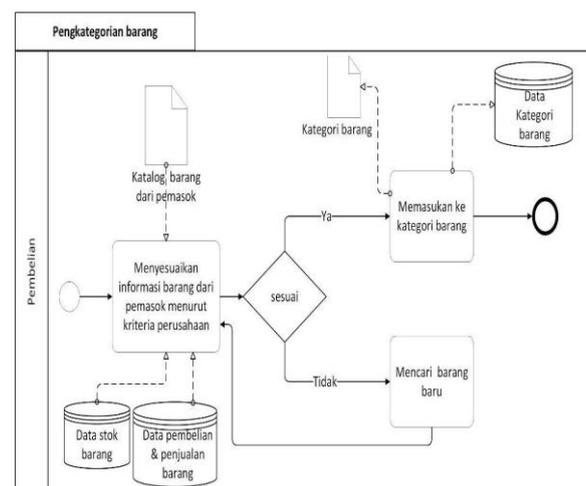 Pengkategorian barang
Pembelian
Katalog barang
dari pemasok
Kategori barang
Data
Kategori
barang
Menyesuaikan
informasi barang dari
pemasok menurut
kriteria perusahaan
sesuai
Ya
Memasukan ke
kategori barang
Tidak
Mencari barang
baru
Data stok
barang
Data pembelian
& penjualan
barang